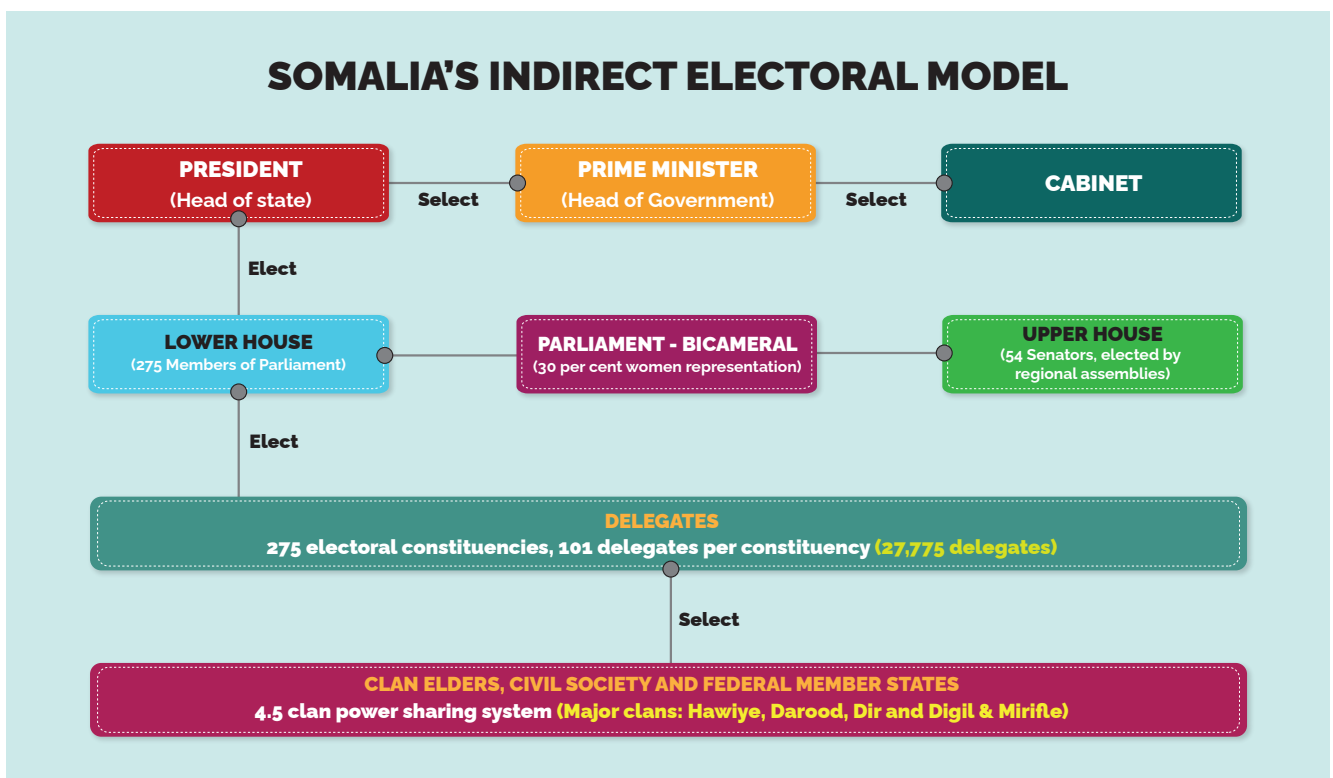 SOMALIA'S INDIRECT ELECTORAL MODEL
PRESIDENT
(Head of state)
Select
PRIME MINISTER
(Head of Government)
Select
CABINET
Elect
LOWER HOUSE
(275 Members of Parliament)
PARLIAMENT - BICAMERAL
(30 per cent women representation)
UPPER HOUSE
(54 Senators, elected by
regional assemblies)
Elect
DELEGATES
275 electoral constituencies, 101 delegates per constituency (27,775 delegates)
Select
CLAN ELDERS, CIVIL SOCIETY AND FEDERAL MEMBER STATES
4.5 clan power sharing system (Major clans: Hawiye, Darood, Dir and Digil & Mirifle)